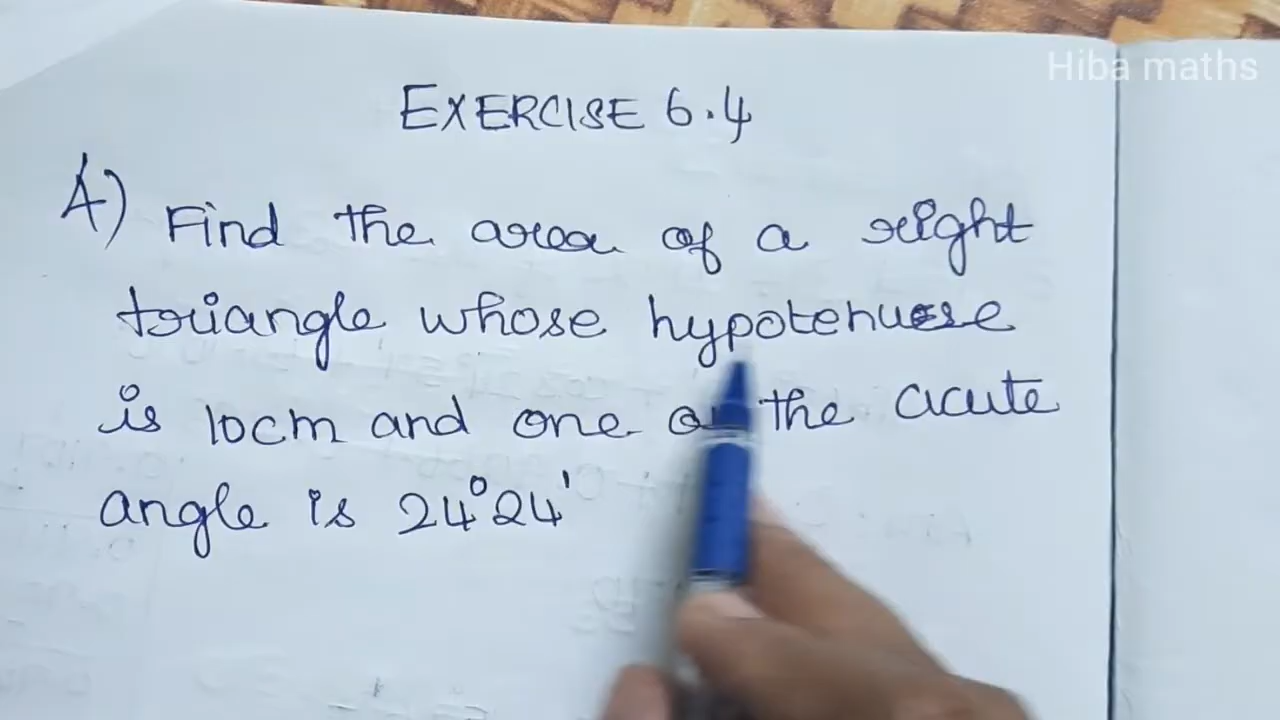 Hiba maths
EXERCISE 6.4
4) Find the area of a right
triangle whose hypotenuse
is 10cm and one the acute
angle is 24°24'